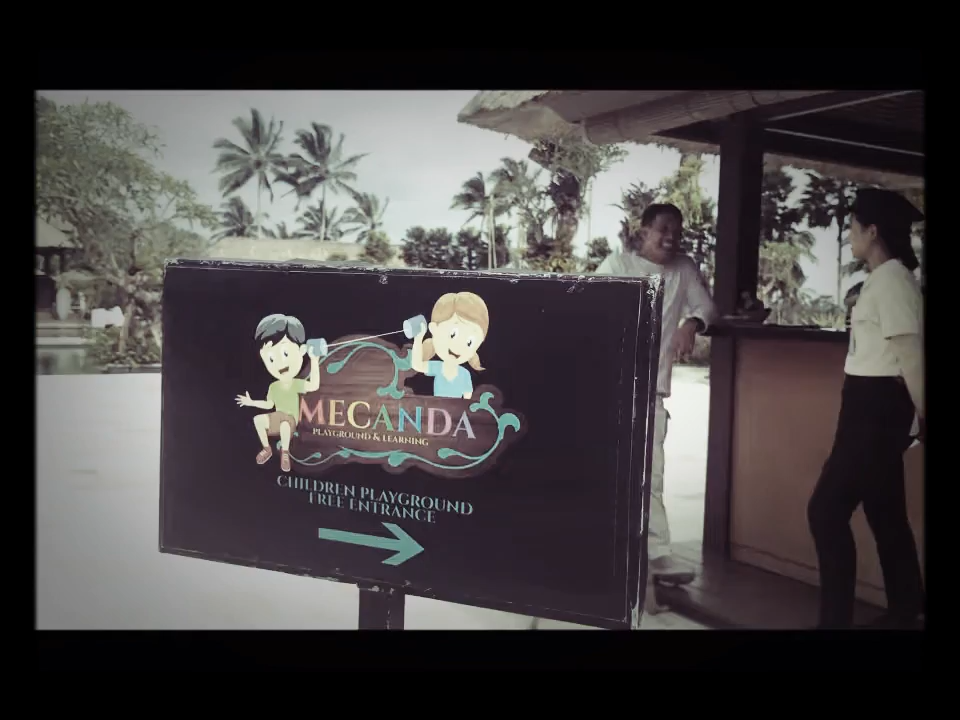 MECANDA
PLAYGROUND & LEARNING
CHILDREN PLAYGROUND
FREE ENTRANCE